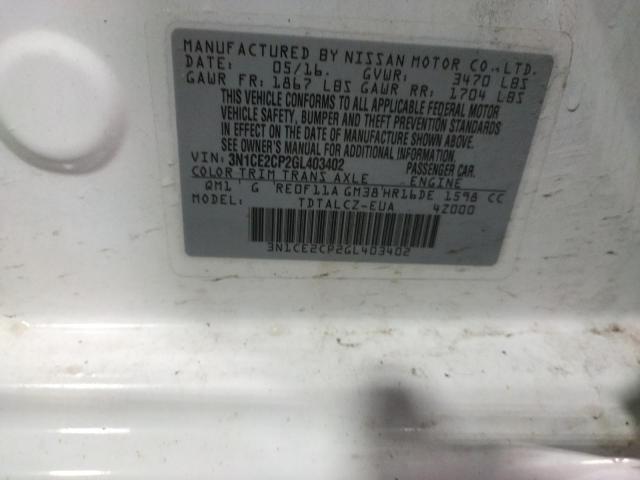 MANUFACTURED BY NISSAN MOTOR CO.,LTD.
DATE: 05/16. GVWR: 3470 LBS
GAWR FR: 1867 LBS GAWR RR: 1704 LBS
THIS VEHICLE CONFORMS TO ALL APPLICABLE FEDERAL MOTOR
VEHICLE SAFETY, BUMPER AND THEFT PREVENTION STANDARDS
IN EFFECT ON THE DATE OF MANUFACTURE SHOWN ABOVE.
SEE OWNER'S MANUAL FOR ADDITIONAL INFORMATION.
VIN: 3N1CE2CP2GL403402 PASSENGER CAR.
COLOR TRIM TRANS AXLE ENGINE
QM1 G RE0F11A GM38 HR16DE 1598 CC
MODEL: TDTALCZ-EUA 42000
3N1CE2CP2GL403402